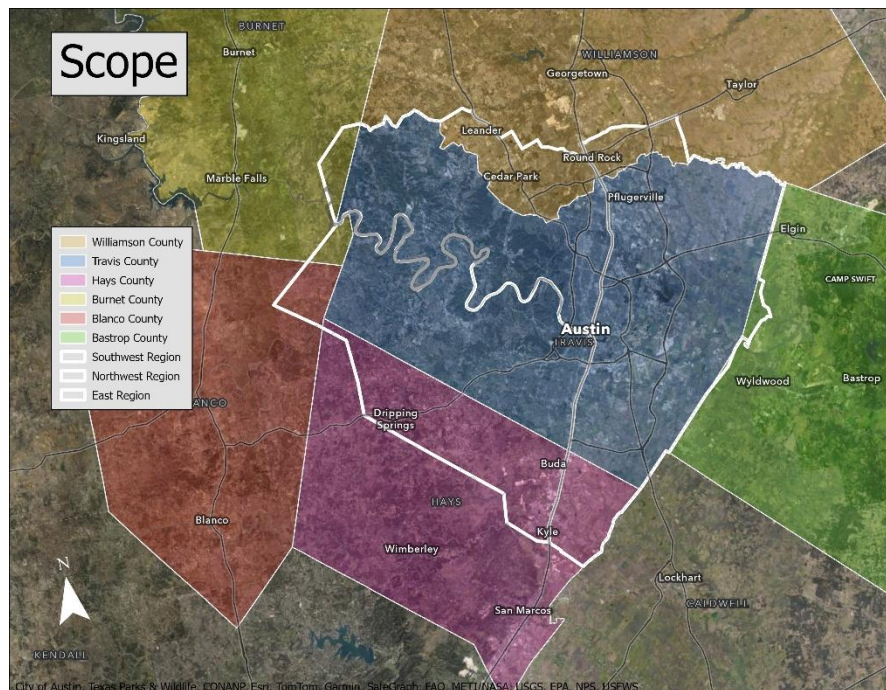 Scope
BURNET
Burnet
WILLIAMSON
Georgetown
Taylor
Kingsland
Leander
Round Rock
Marble Falls
Cedar Park
Pflugerville
Elgin
Williamson County
Travis County
Hays County
Burnet County
Blanco County
Bastrop County
Southwest Region
Northwest Region
East Region
CAMP SWIFT
Austin
TRAVIS
Wyldwood
Bastrop
ANCO
Dripping
Springs
Buda
HAYS
Blanco
Kyle
Wimberley
N
Lockhart
San Marcos
CALDWELL
KENDALL
City of Austin, Texas Parks & Wildlife, CONANP, Esri, TomTom, Garmin, SafeGraph, FAO, METI/NASA, USGS, EPA, NPS, USFWS